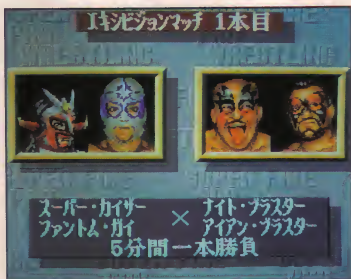 エキシビションマッチ 1本目
スーパー・カイザー
ファントム・ガイ
×
ナイト・ブラスター
アイアン・ブラスター
5分間一本勝負